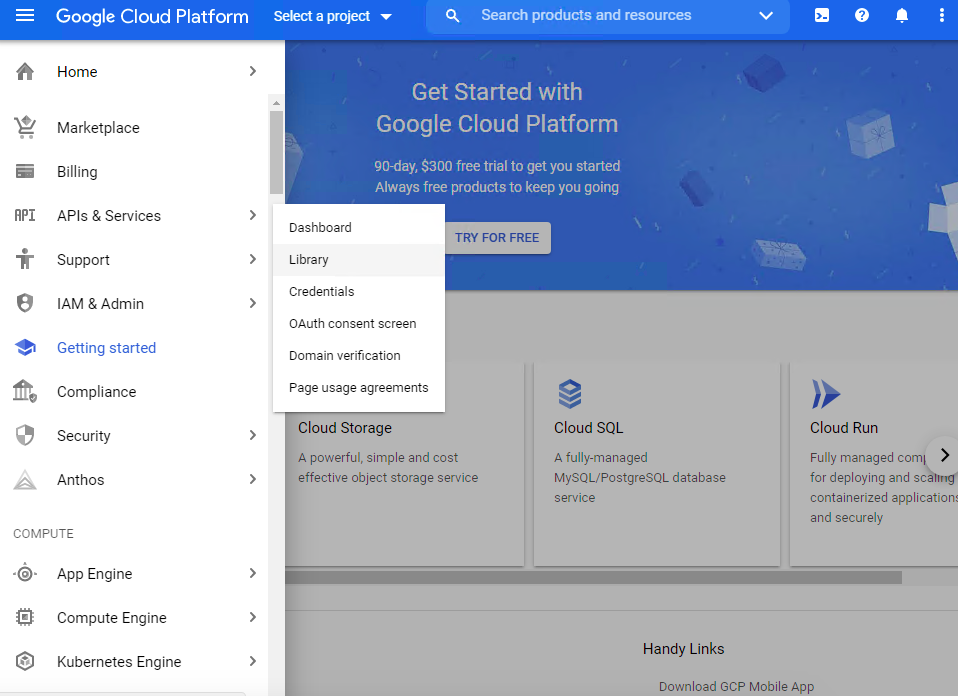 Google Cloud Platform
Select a project
Search products and resources
Home
Marketplace
Billing
API APIs & Services
Support
IAM & Admin
Getting started
Compliance
Security
Anthos
COMPUTE
App Engine
Compute Engine
Kubernetes Engine
Dashboard
Library
Credentials
OAuth consent screen
Domain verification
Page usage agreements
Get Started with
Google Cloud Platform
90-day, $300 free trial to get you started
Always free products to keep you going
TRY FOR FREE
Cloud Storage
A powerful, simple and cost
effective object storage service
Cloud SQL
A fully-managed
MySQL/PostgreSQL database
service
Cloud Run
Fully managed comp
for deploying and scaling
containerized applications
and securely
Handy Links
Download GCP Mobile App